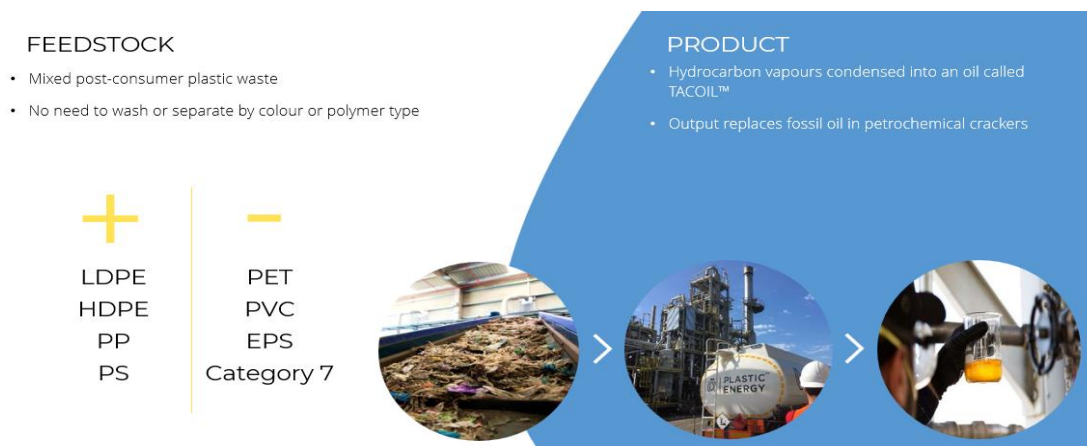 FEEDSTOCK
• Mixed post-consumer plastic waste
• No need to wash or separate by colour or polymer type
+
LDPE
HDPE
PP
PS
-
PET
PVC
EPS
Category 7
PRODUCT
• Hydrocarbon vapours condensed into an oil called
TACOIL™
• Output replaces fossil oil in petrochemical crackers
PLASTIC
ENERGY